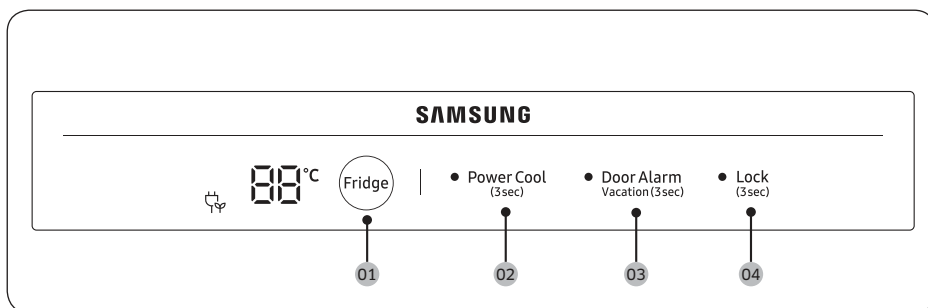 SAMSUNG
88°C
Fridge
Power Cool
(3sec)
Door Alarm
Vacation(3sec)
Lock
(3sec)
01
02
03
04